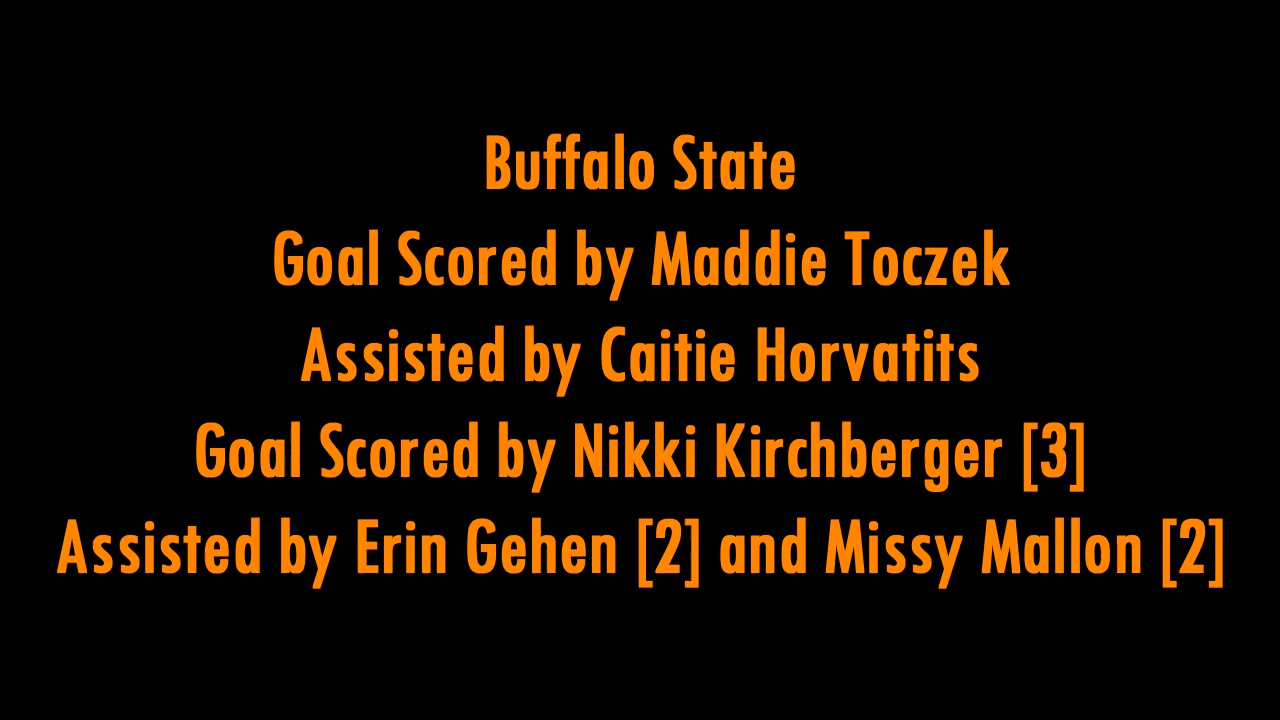 Buffalo State
Goal Scored by Maddie Toczek
Assisted by Caitie Horvatits
Goal Scored by Nikki Kirchberger [3]
Assisted by Erin Gehen [2] and Missy Mallon [2]